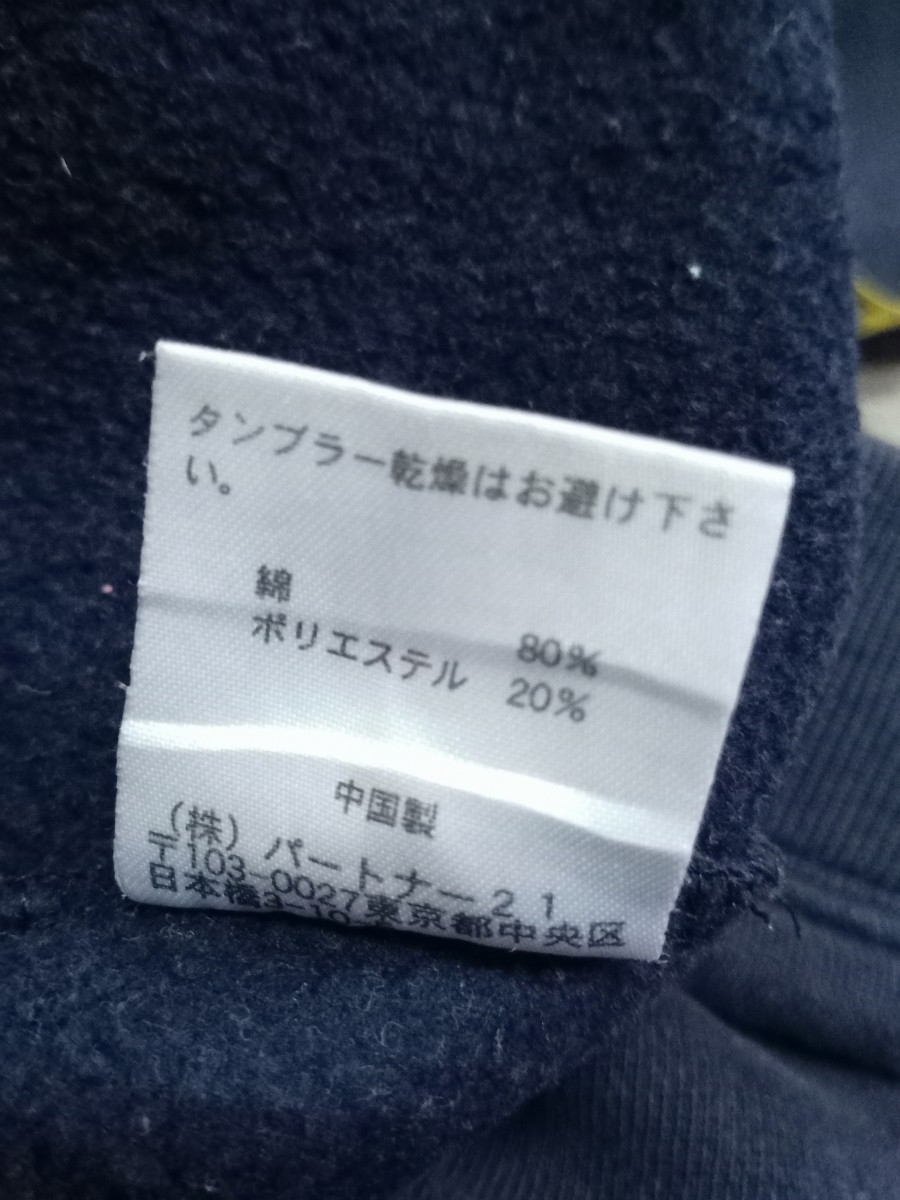 タンブラー乾燥はお避け下さ
い。
綿 80%
ポリエステル 20%
中国製
(株) パートナー21
〒103-0027東京都中央区
日本橋3-10